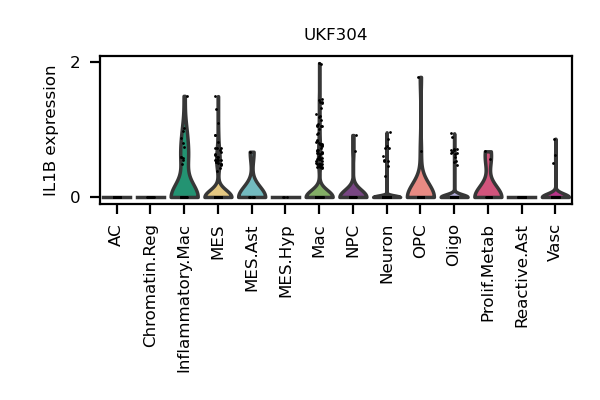 UKF304
IL1B expression
2
0
AC
Chromatin.Reg
Inflammatory.Mac
MES
MES.Ast
MES.Hyp
Mac
NPC
Neuron
OPC
Oligo
Prolif.Metab
Reactive.Ast
Vasc